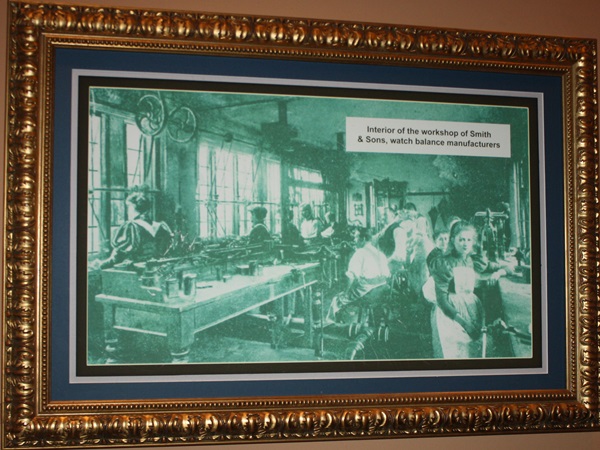 Interior of the workshop of Smith
& Sons, watch balance manufacturers